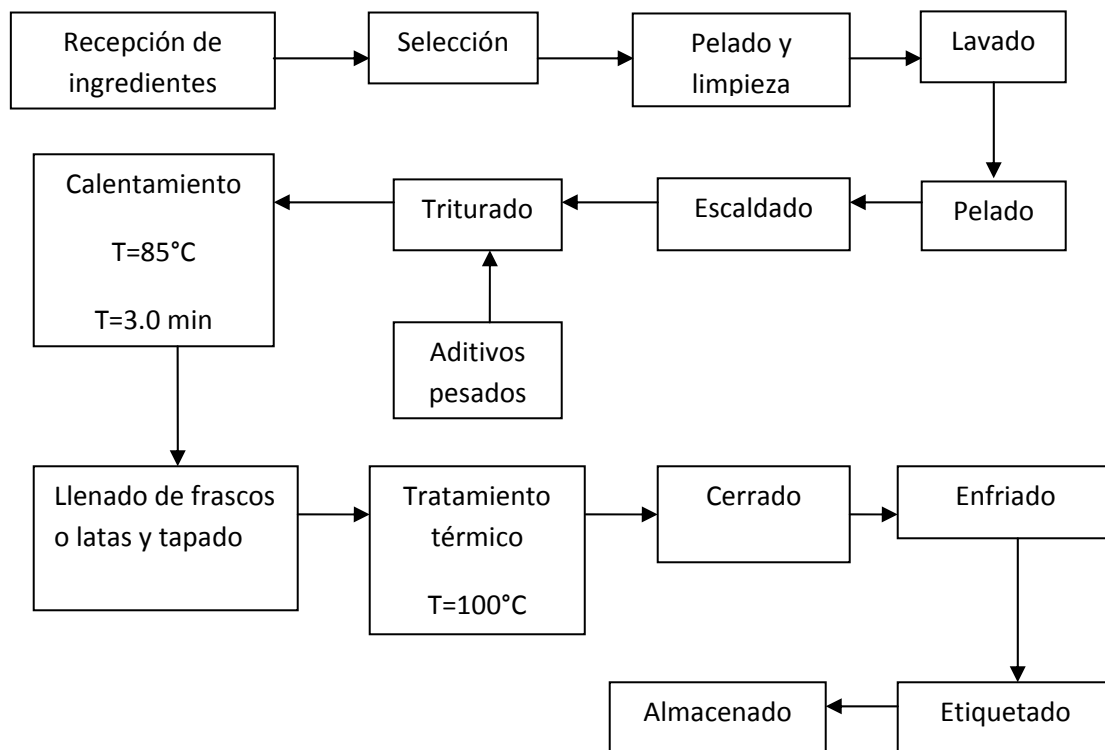 Recepción de
ingredientes
Selección
Pelado y
limpieza
Lavado
Pelado
Escaldado
Triturado
Aditivos
pesados
Calentamiento
T=85°C
T=3.0 min
Llenado de frascos
o latas y tapado
Tratamiento
térmico
T=100°C
Cerrado
Enfriado
Etiquetado
Almacenado